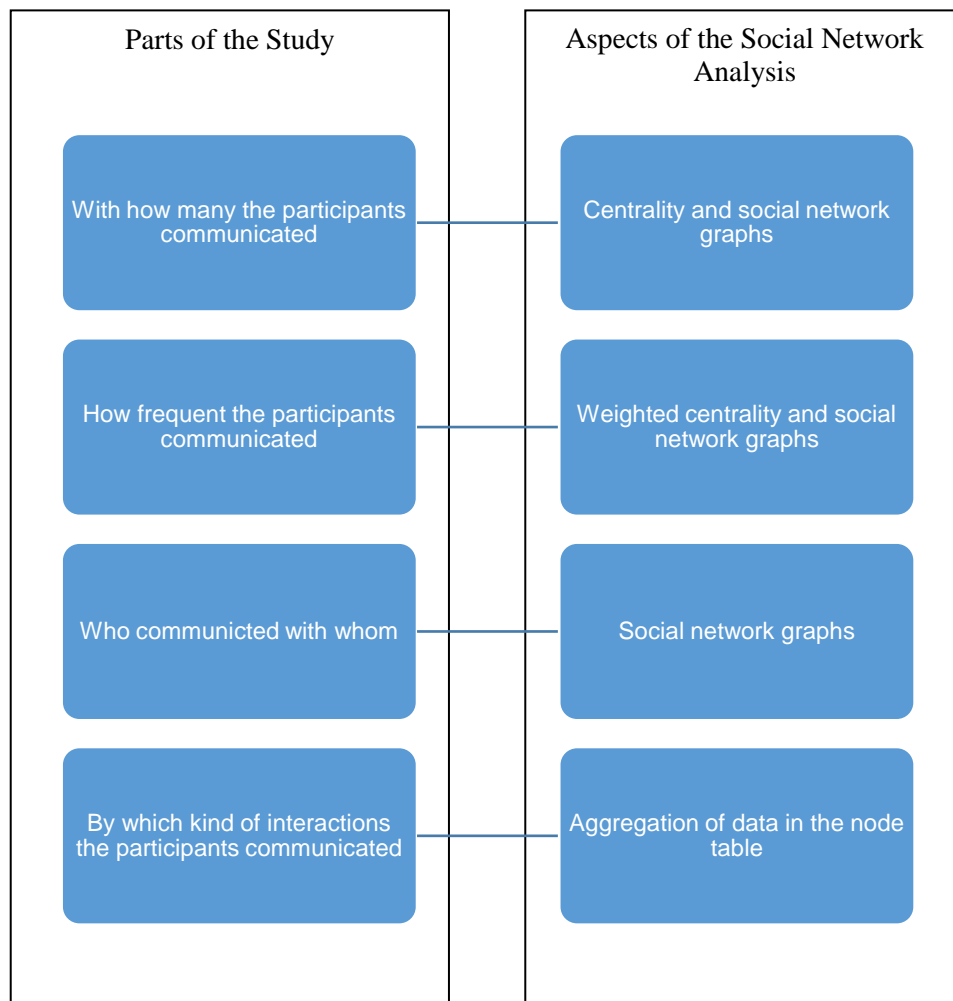 Parts of the Study
Aspects of the Social Network
Analysis
With how many the participants
communicated
Centrality and social network
graphs
How frequent the participants
communicated
Weighted centrality and social
network graphs
Who communicted with whom
Social network graphs
By which kind of interactions
the participants communicated
Aggregation of data in the node
table